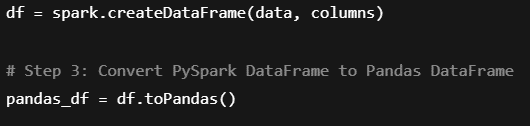 df = spark.createDataFrame(data, columns)
# Step 3: Convert PySpark DataFrame to Pandas DataFrame
pandas_df = df.toPandas()